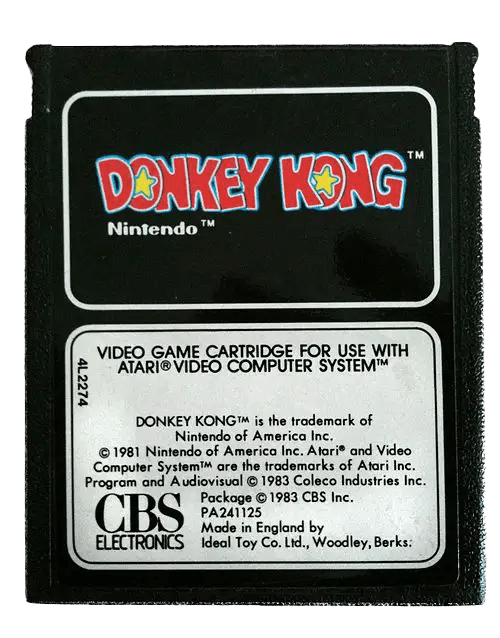 DONKEY KONG™
Nintendo™
VIDEO GAME CARTRIDGE FOR USE WITH
ATARI® VIDEO COMPUTER SYSTEM™
4L2274
DONKEY KONG™ is the trademark of
Nintendo of America Inc.
© 1981 Nintendo of America Inc. Atari® and Video
Computer System™ are the trademarks of Atari Inc.
Program and Audiovisual © 1983 Coleco Industries Inc.
Package © 1983 CBS Inc.
PA241125
Made in England by
Ideal Toy Co. Ltd., Woodley, Berks.
CBS
ELECTRONICS